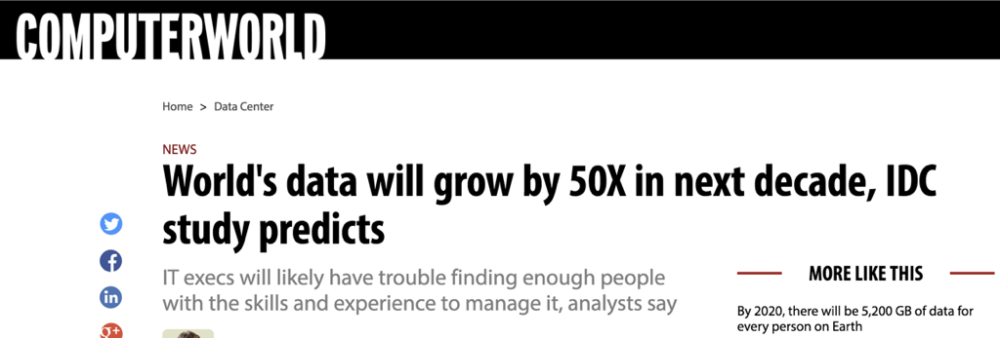 COMPUTERWORLD
Home > Data Center
NEWS
World's data will grow by 50X in next decade, IDC
study predicts
IT execs will likely have trouble finding enough people
with the skills and experience to manage it, analysts say
MORE LIKE THIS
By 2020, there will be 5,200 GB of data for
every person on Earth